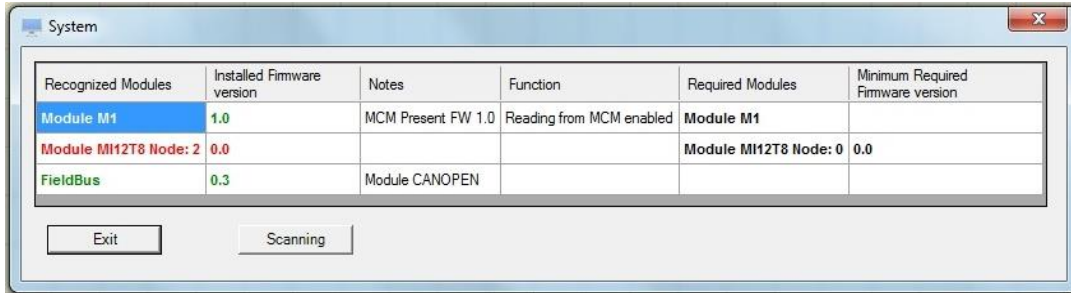 System
Recognized Modules
Installed Firmware
version
Notes
Function
Required Modules
Minimum Required
Firmware version
Module M1
1.0
MCM Present FW 1.0
Reading from MCM enabled
Module M1
Module MI12T8 Node: 2
0.0
Module MI12T8 Node: 0
0.0
FieldBus
0.3
Module CANOPEN
Exit
Scanning